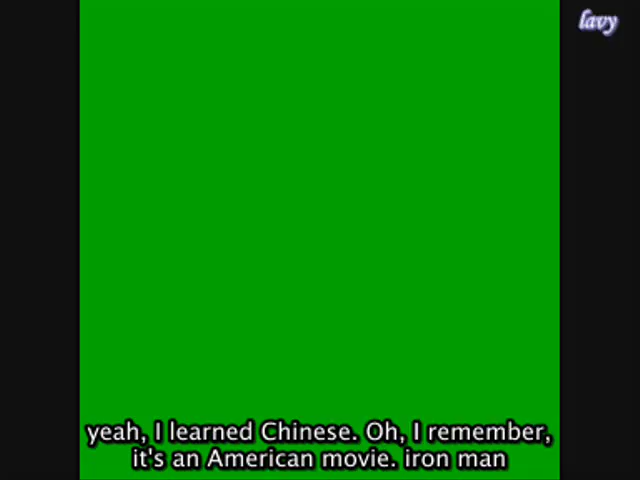 lavy
yeah, I learned Chinese. Oh, I remember,
it's an American movie. iron man